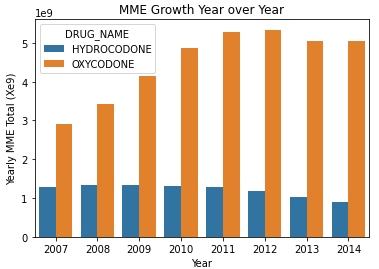 MME Growth Year over Year
1e9
DRUG_NAME
HYDROCODONE
OXYCODONE
5
4
3
2
1
0
Yearly MME Total (Xe9)
2007 2008 2009 2010 2011 2012 2013 2014
Year